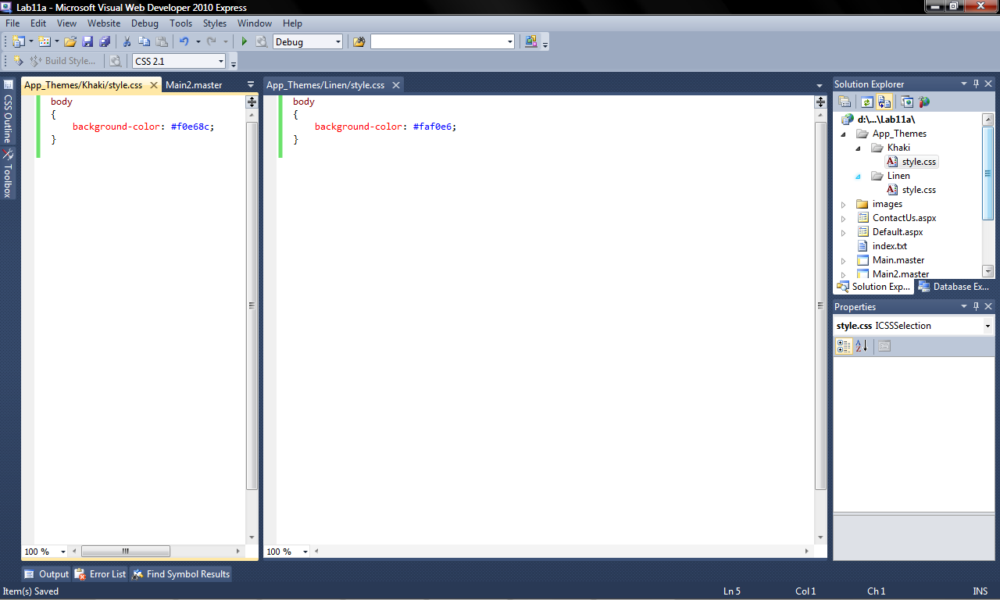 Lab11a - Microsoft Visual Web Developer 2010 Express
File Edit View Website Debug Tools Styles Window Help
Debug
Build Style... CSS 2.1
CSS Outline
Toolbox
App_Themes/Khaki/style.css Main2.master
body
{
background-color: #f0e68c;
}
100 %
App_Themes/Linen/style.css
body
{
background-color: #faf0e6;
}
100 %
Solution Explorer
d:\...\Lab11a\
App_Themes
Khaki
style.css
Linen
style.css
images
ContactUs.aspx
Default.aspx
index.txt
Main.master
Main2.master
Solution Exp... Database Ex...
Properties
style.css ICSSSelection
Output Error List Find Symbol Results
Item(s) Saved Ln 5 Col 1 Ch 1 INS